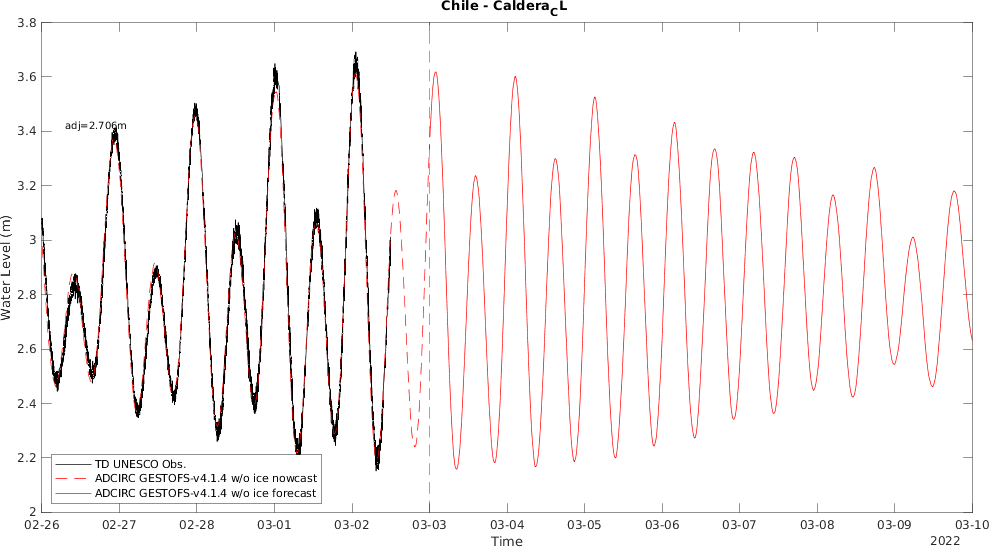 Chile - Caldera_CL
3.8
3.6
3.4
3.2
3
2.8
2.6
2.4
2.2
2
Water Level (m)
adj=2.706m
TD UNESCO Obs.
ADCIRC GESTOFS-v4.1.4 w/o ice nowcast
ADCIRC GESTOFS-v4.1.4 w/o ice forecast
02-26 02-27 02-28 03-01 03-02 03-03 03-04 03-05 03-06 03-07 03-08 03-09 03-10
Time
2022